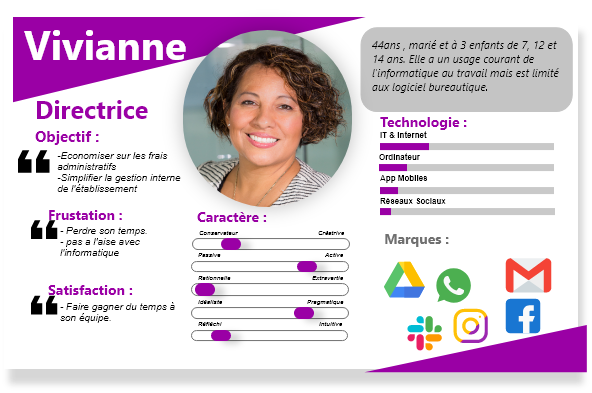 Vivianne
44ans , marié et à 3 enfants de 7, 12 et
14 ans. Elle a un usage courant de
l'informatique au travail mais est limité
aux logiciel bureautique.
Directrice
Objectif :
-Economiser sur les frais
administratifs
-Simplifier la gestion interne
de l'établissement
Frustation :
- Perdre son temps.
- pas a l'aise avec
l'informatique
Satisfaction :
- Faire gagner du temps à
son équipe.
Caractère :
Conservateur Créatrive
Passive Active
Rationnelle Extravertie
Idéaliste Pragmatique
Réfléchi Intuitive
Technologie :
IT & Internet
Ordinateur
App Mobiles
Réseaux Sociaux
Marques :